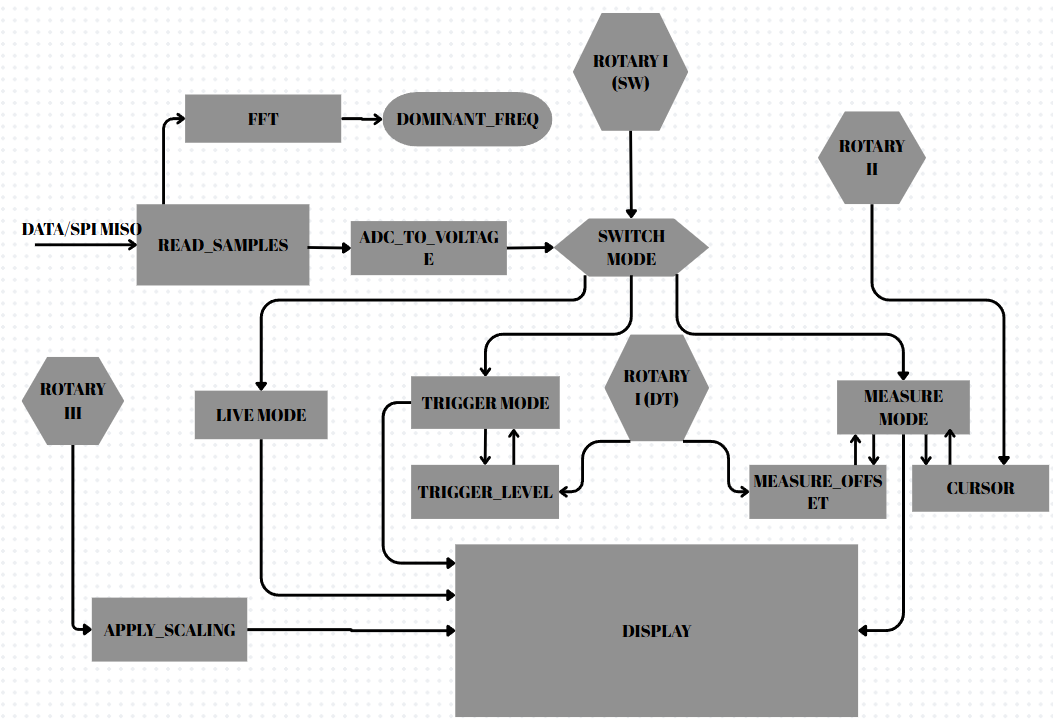 ROTARY I
(SW)
FFT
DOMINANT_FREQ
ROTARY
II
DATA/SPI MISO
READ_SAMPLES
ADC_TO_VOLTAG
E
SWITCH
MODE
ROTARY
III
LIVE MODE
TRIGGER MODE
ROTARY
I (DT)
MEASURE
MODE
TRIGGER_LEVEL
MEASURE_OFFS
ET
CURSOR
APPLY_SCALING
DISPLAY